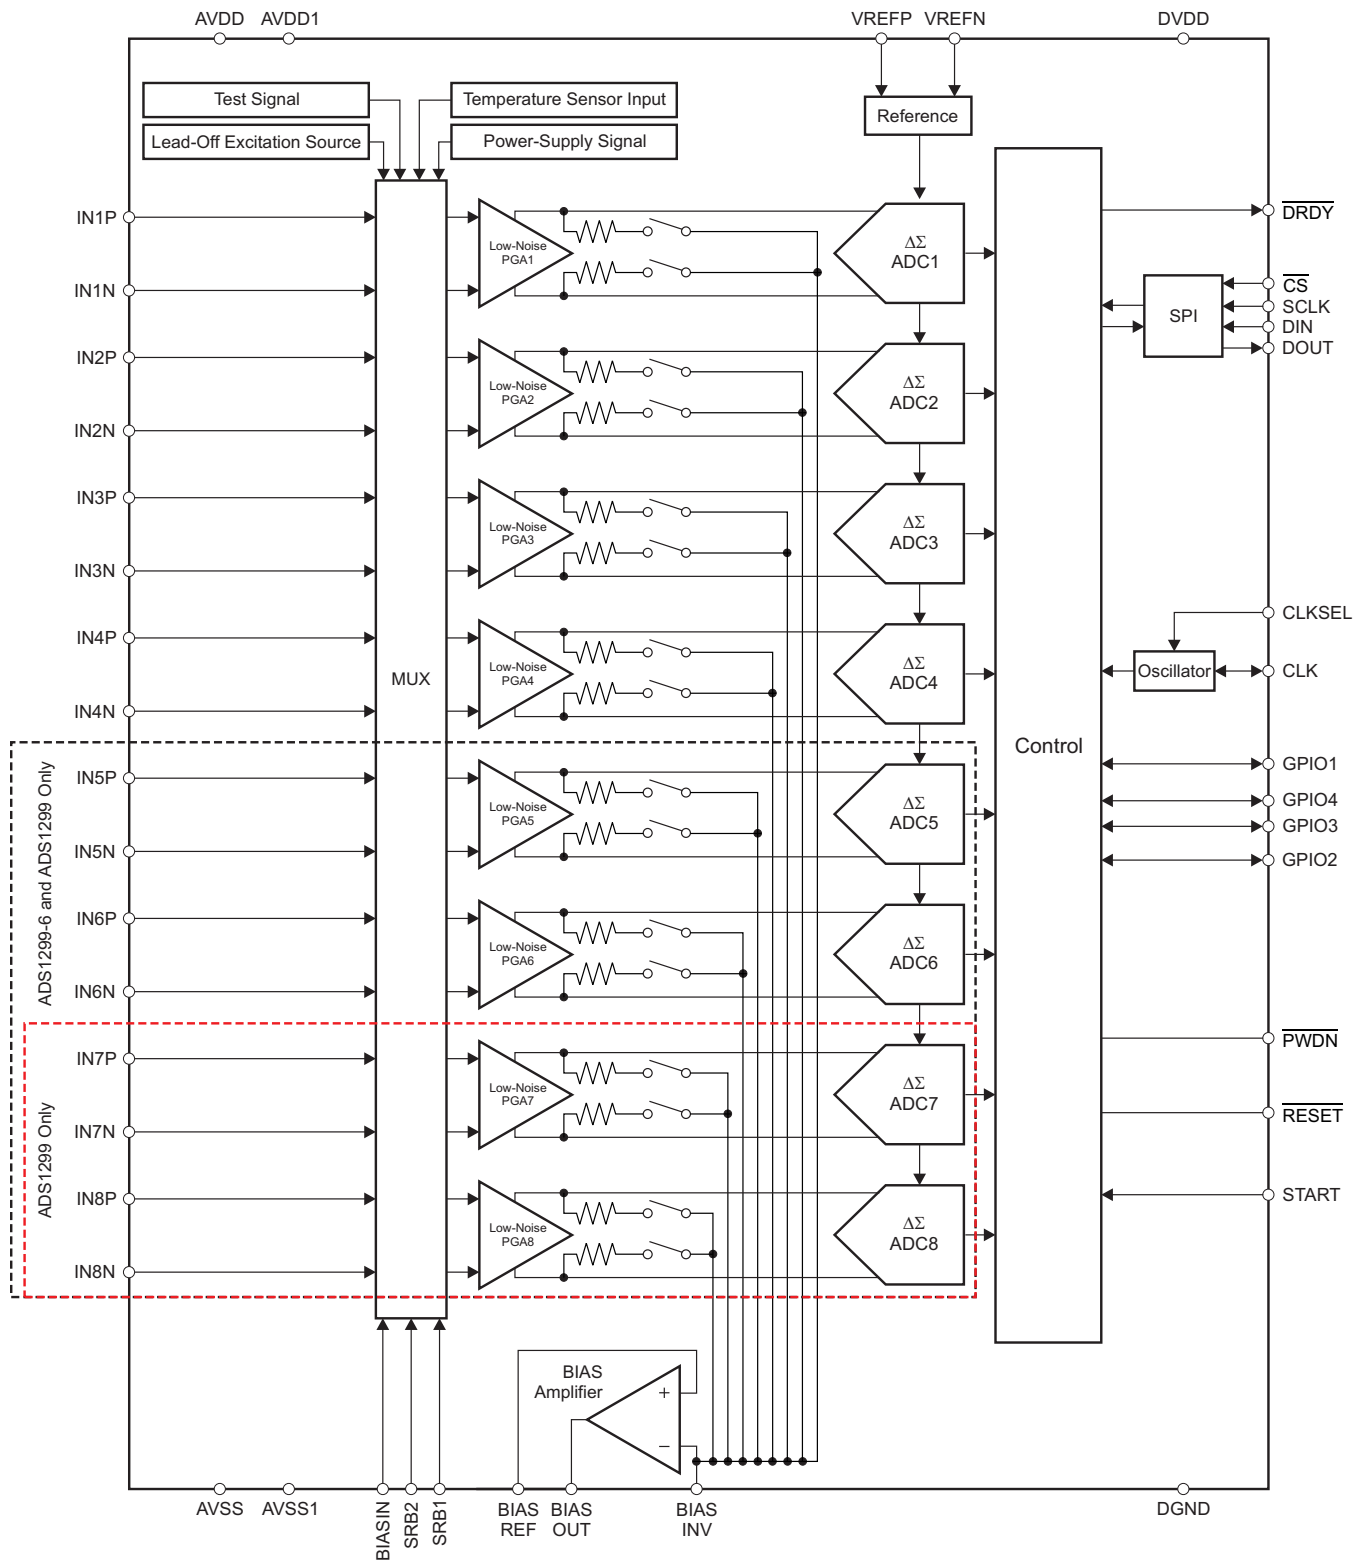 AVDD AVDD1 VREFP VREFN DVDD
Test Signal
Temperature Sensor Input
Lead-Off Excitation Source
Power-Supply Signal
Reference
MUX
Control
IN1P
IN1N
Low-Noise
PGA1
ΔΣ
ADC1
IN2P
IN2N
Low-Noise
PGA2
ΔΣ
ADC2
IN3P
IN3N
Low-Noise
PGA3
ΔΣ
ADC3
IN4P
IN4N
Low-Noise
PGA4
ΔΣ
ADC4
ADS1299-6 and ADS1299 Only
IN5P
IN5N
Low-Noise
PGA5
ΔΣ
ADC5
IN6P
IN6N
Low-Noise
PGA6
ΔΣ
ADC6
ADS1299 Only
IN7P
IN7N
Low-Noise
PGA7
ΔΣ
ADC7
IN8P
IN8N
Low-Noise
PGA8
ΔΣ
ADC8
DRDY
SPI
CS
SCLK
DIN
DOUT
CLKSEL
Oscillator
CLK
GPIO1
GPIO4
GPIO3
GPIO2
PWDN
RESET
START
BIAS
Amplifier
+
−
AVSS AVSS1
BIASIN
SRB2
SRB1
BIAS
REF
BIAS
OUT
BIAS
INV
DGND